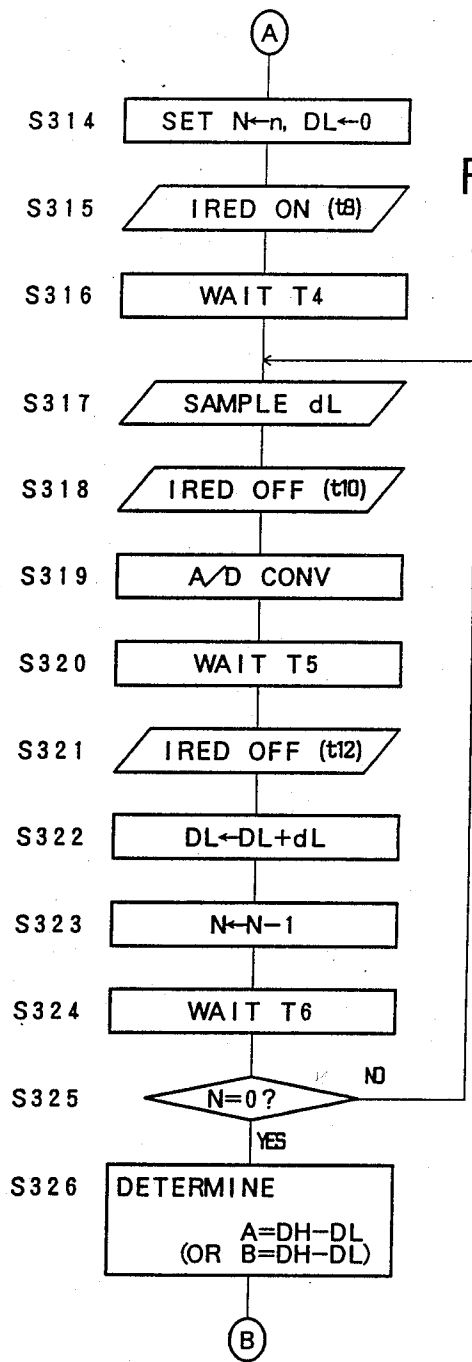 A
S314 SET N←n, DL←0
F
S315 IRED ON (t8)
S316 WAIT T4
S317 SAMPLE dL
S318 IRED OFF (t10)
S319 A/D CONV
S320 WAIT T5
S321 IRED OFF (t12)
S322 DL←DL+dL
S323 N←N-1
S324 WAIT T6
S325 N=0? NO
YES
S326 DETERMINE
A=DH-DL
(OR B=DH-DL)
B